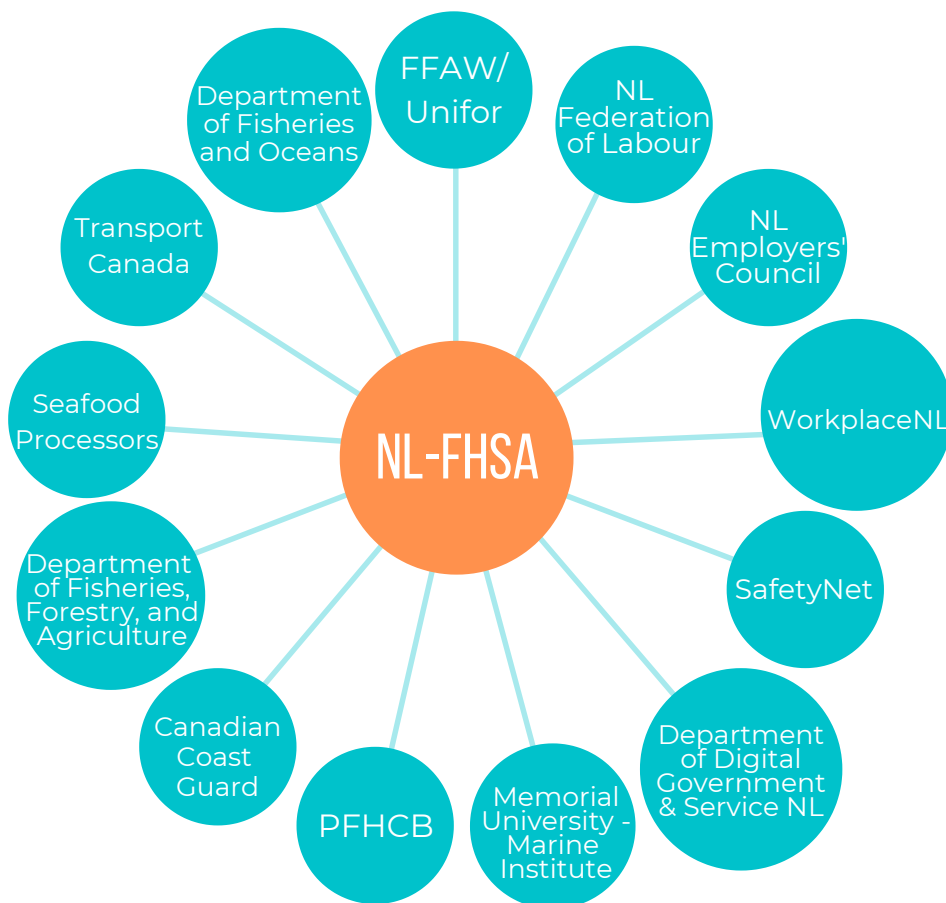 FFAW/
Unifor
NL
Federation
of Labour
NL
Employers'
Council
WorkplaceNL
SafetyNet
Department
of Digital
Government
& Service NL
Memorial
University -
Marine
Institute
PFHCB
Canadian
Coast
Guard
Department
of Fisheries,
Forestry, and
Agriculture
Seafood
Processors
Transport
Canada
Department
of Fisheries
and Oceans
NL-FHSA